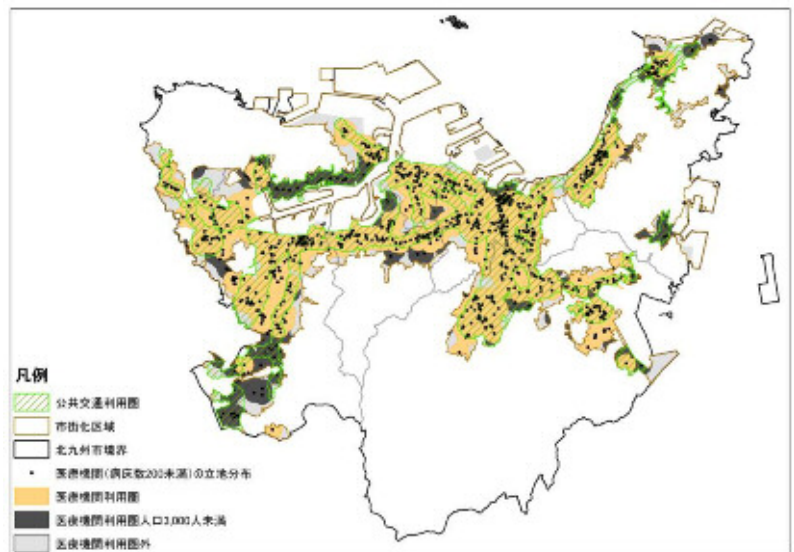 凡例
公共交通利用圏
市街化区域
北九州市境界
医療機関(病床数200未満)の立地分布
医療機関利用圏
医療機関利用圏人口3,000人未満
医療機関利用圏外